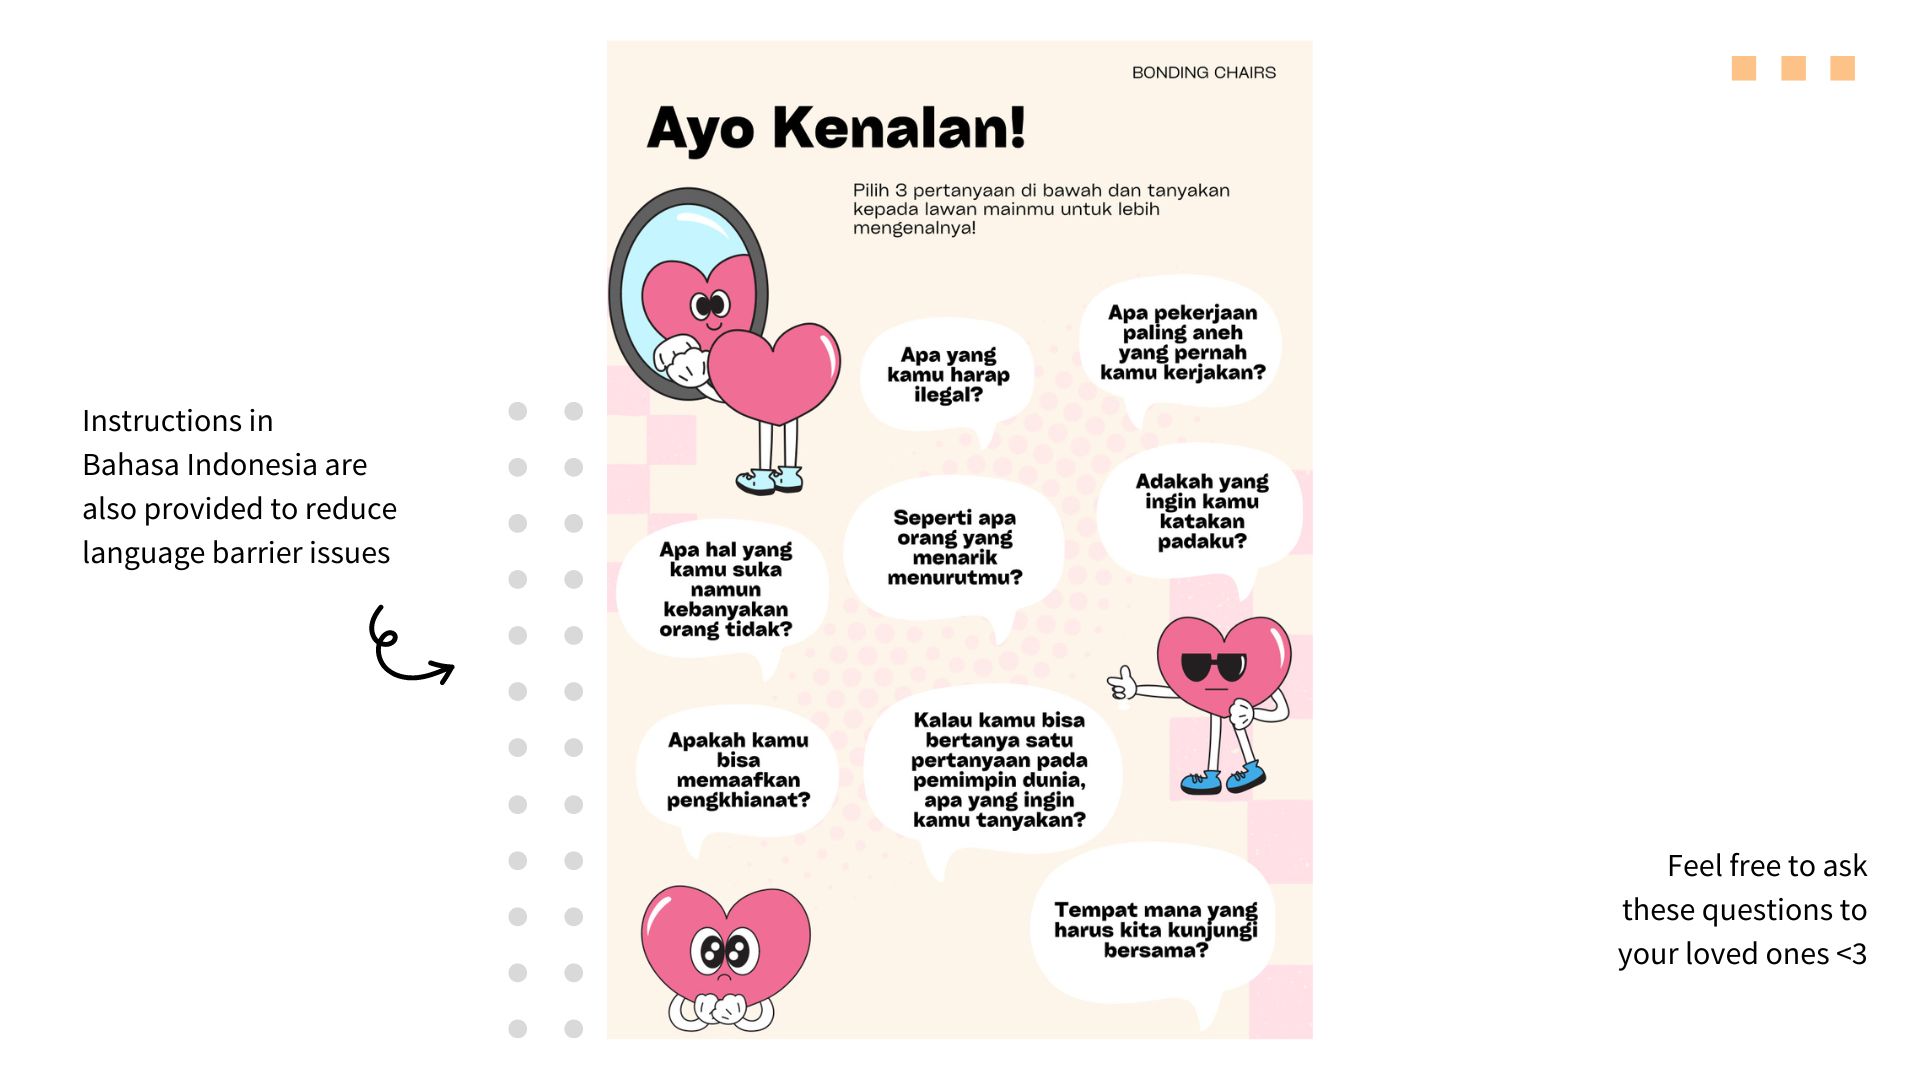 BONDING CHAIRS
Ayo Kenalan!
Pilih 3 pertanyaan di bawah dan tanyakan
kepada lawan mainmu untuk lebih
mengenalnya!
Apa yang
kamu harap
ilegal?
Apa pekerjaan
paling aneh
yang pernah
kamu kerjakan?
Adakah yang
ingin kamu
katakan
padaku?
Seperti apa
orang yang
menarik
menurutmu?
Apa hal yang
kamu suka
namun
kebanyakan
orang tidak?
Apakah kamu
bisa
memaafkan
pengkhianat?
Kalau kamu bisa
bertanya satu
pertanyaan pada
pemimpin dunia,
apa yang ingin
kamu tanyakan?
Tempat mana yang
harus kita kunjungi
bersama?
Instructions in
Bahasa Indonesia are
also provided to reduce
language barrier issues
Feel free to ask
these questions to
your loved ones <3